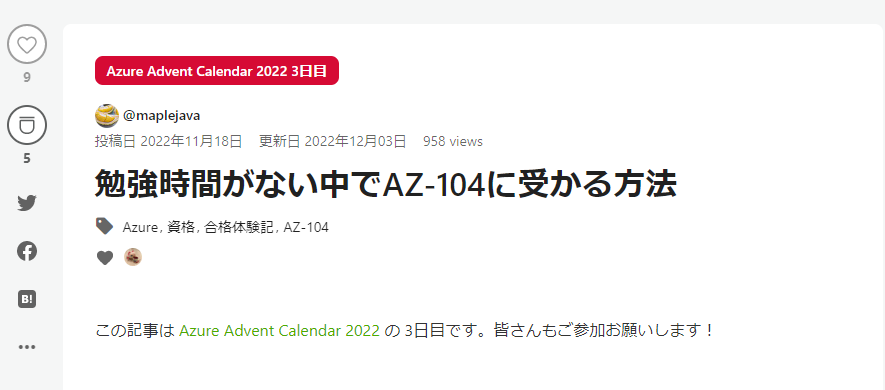 Azure Advent Calendar 2022 3日目
@maplejava
投稿日 2022年11月18日 更新日 2022年12月03日 958 views
勉強時間がない中でAZ-104に受かる方法
Azure, 資格, 合格体験記, AZ-104
この記事は Azure Advent Calendar 2022 の 3日目です。皆さんもご参加お願いします！
9
5
B!